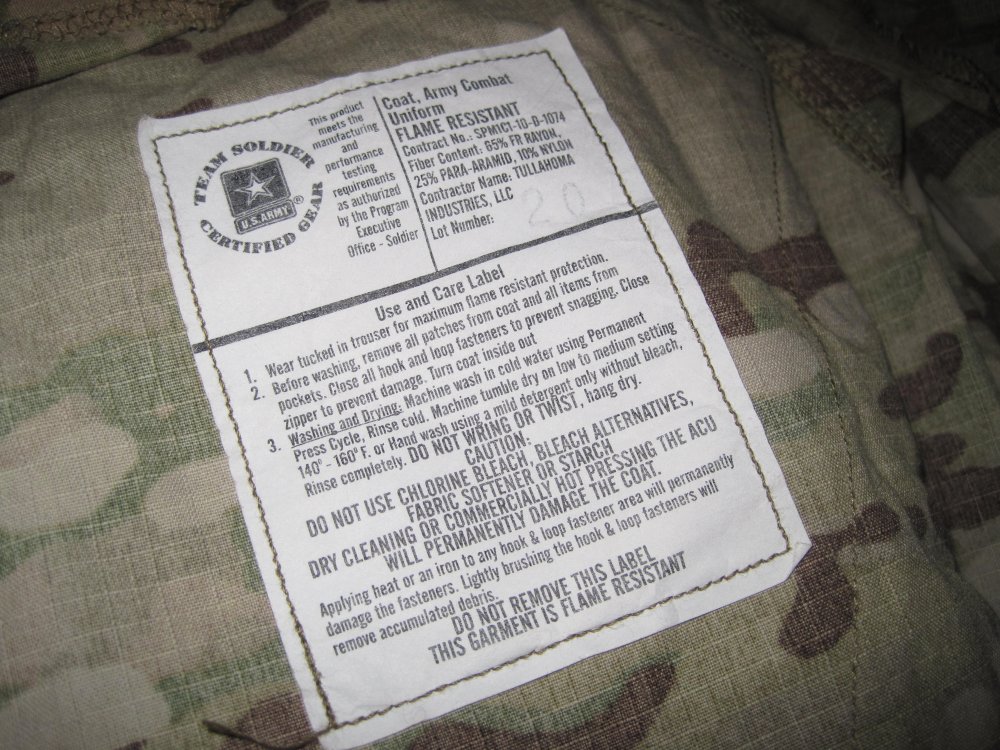 TEAM SOLDIER
U.S. ARMY ®
CERTIFIED GEAR
This product
meets the
manufacturing
and
performance
testing
requirements
as authorized
by the Program
Executive
Office - Soldier
Coat, Army Combat
Uniform
FLAME RESISTANT
Contract No.: SPM1C1-10-D-1074
Fiber Content: 65% FR RAYON,
25% PARA-ARAMID, 10% NYLON
Contractor Name: TULLAHOMA
INDUSTRIES, LLC
Lot Number: 20
Use and Care Label
1. Wear tucked in trouser for maximum flame resistant protection.
2. Before washing, remove all patches from coat and all items from
pockets. Close all hook and loop fasteners to prevent snagging. Close
zipper to prevent damage. Turn coat inside out
3. Washing and Drying: Machine wash in cold water using Permanent
Press Cycle, Rinse cold. Machine tumble dry on low to medium setting
140° - 160° F. or Hand wash using a mild detergent only without bleach,
Rinse completely. DO NOT WRING OR TWIST, hang dry.
CAUTION:
DO NOT USE CHLORINE BLEACH, BLEACH ALTERNATIVES,
FABRIC SOFTENER OR STARCH
DRY CLEANING OR COMMERCIALLY HOT PRESSING THE ACU
WILL PERMANENTLY DAMAGE THE COAT.
Applying heat or an iron to any hook & loop fastener area will permanently
damage the fasteners. Lightly brushing the hook & loop fasteners will
remove accumulated debris.
DO NOT REMOVE THIS LABEL
THIS GARMENT IS FLAME RESISTANT